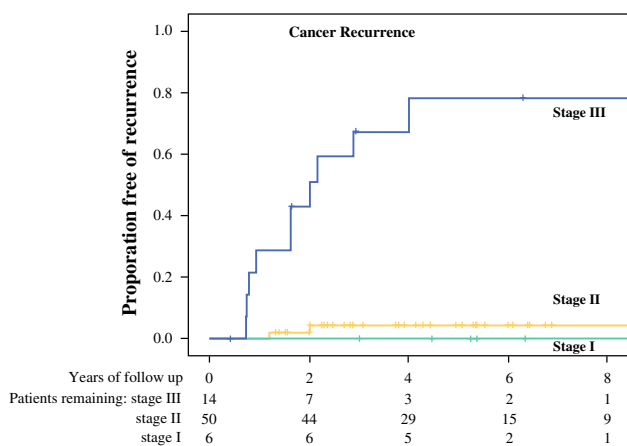 Cancer Recurrence
Proporation free of recurrence
1.0
0.8
Stage III
0.6
0.4
0.2
Stage II
0.0
Stage I
Years of follow up 0 2 4 6 8
Patients remaining: stage III 14 7 3 2 1
stage II 50 44 29 15 9
stage I 6 6 5 2 1